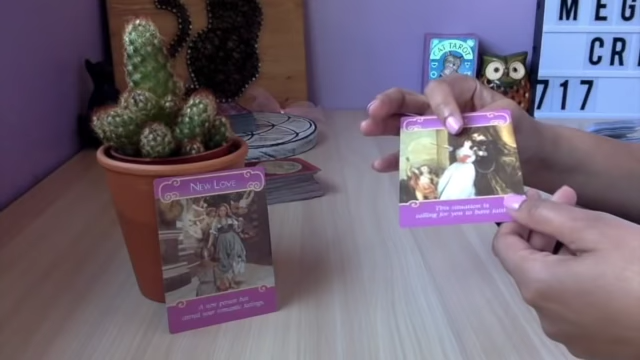 MEG
CR
717
CAT TAROT
NEW LOVE
A new person has
stirred your romantic feelings.
This situation is
calling for you to have faith